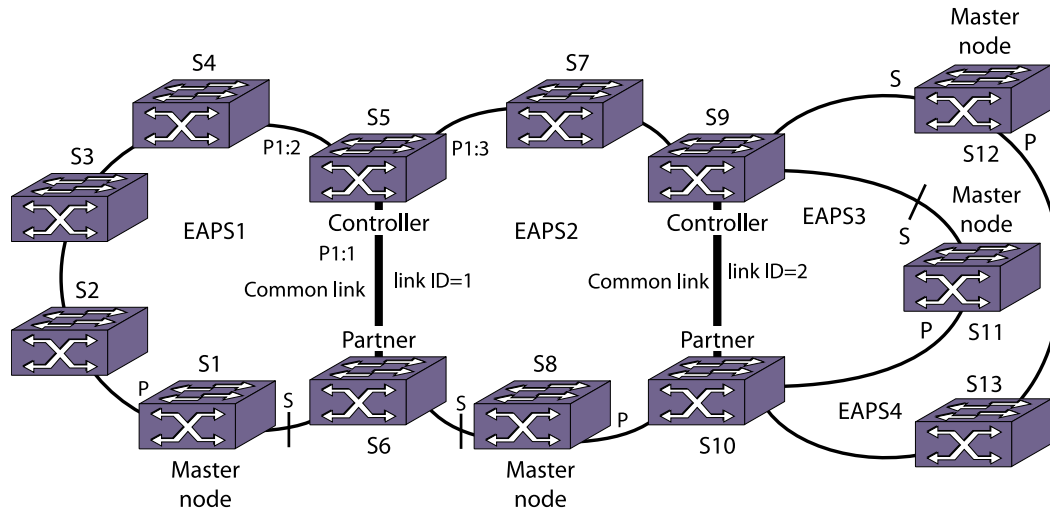 Master
node
S4
S7
S
S12
P
S5
P1:2
P1:3
S9
S3
Master
node
EAPS1
Controller
EAPS2
Controller
EAPS3
S
P1:1
Common link
link ID=1
Common link
link ID=2
S2
P
S11
Partner
Partner
S1
P
S
S8
S
P
S13
EAPS4
S6
S10
Master
node
Master
node